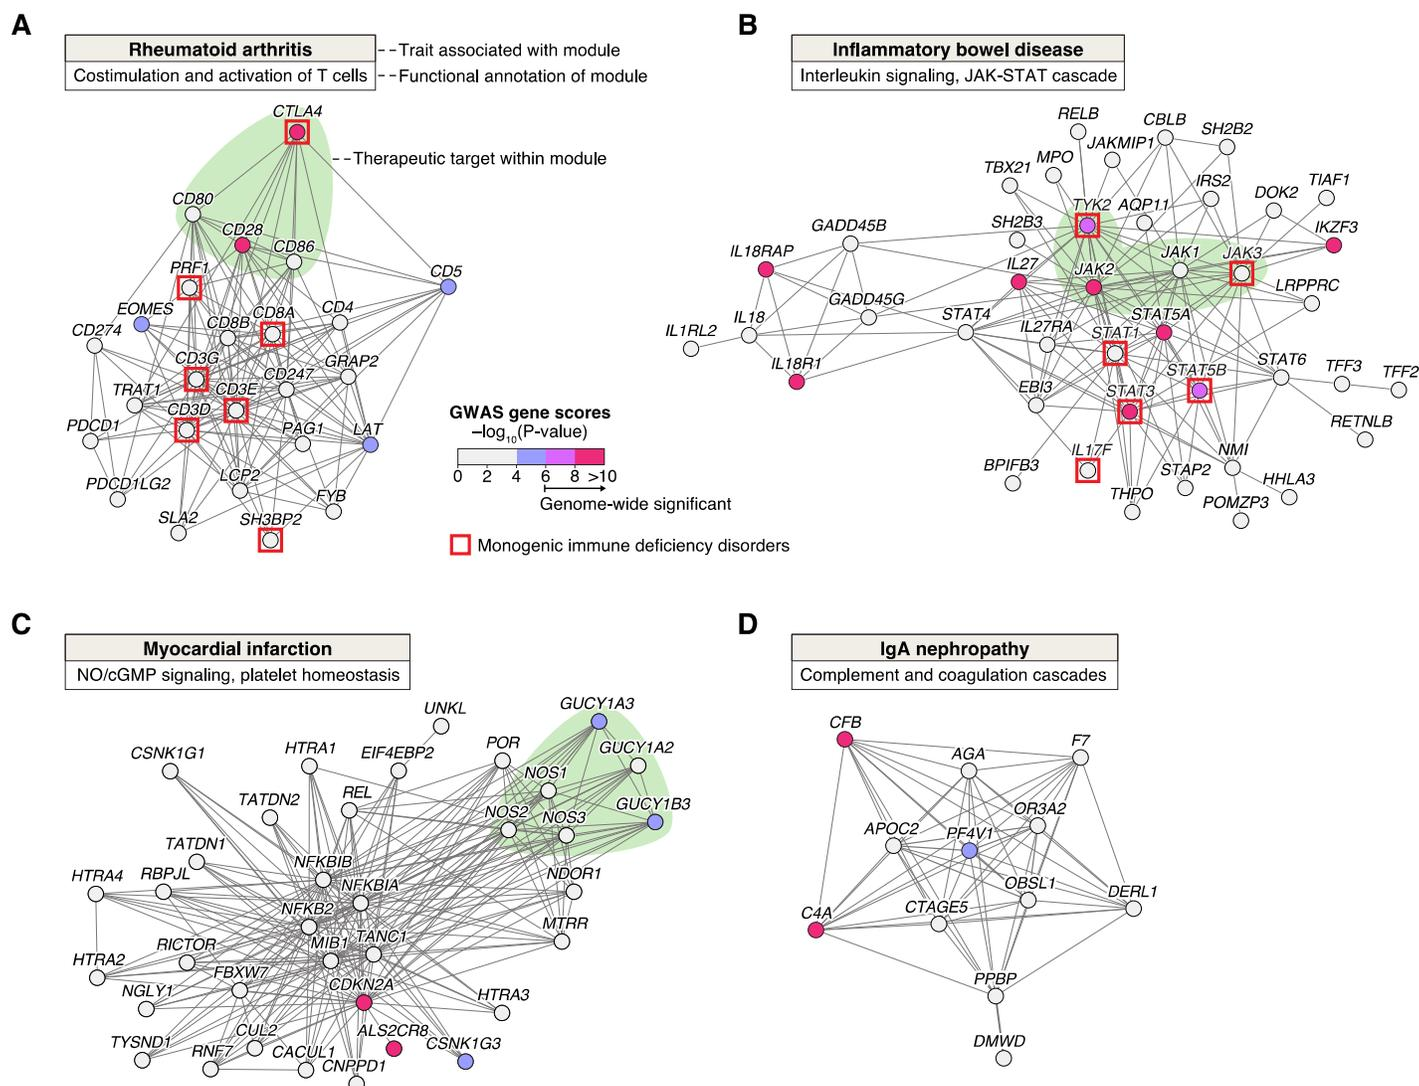 A
Rheumatoid arthritis
Costimulation and activation of T cells
Trait associated with module
Functional annotation of module
CTLA4
Therapeutic target within module
CD80
CD28
CD86
PRF1
CD5
EOMES
CD8A
CD4
CD274
CD8B
CD3G
GRAP2
CD247
TRAT1
CD3E
CD3D
PDCD1
PAG1
LAT
LCP2
PDCD1LG2
FYB
SLA2
SH3BP2
GWAS gene scores
–log10(P-value)
0 2 4 6 8 >10
Genome-wide significant
Monogenic immune deficiency disorders
B
Inflammatory bowel disease
Interleukin signaling, JAK-STAT cascade
RELB
CBLB
SH2B2
JAKMIP1
MPO
TBX21
IRS2
DOK2
TIAF1
TYK2
AQP11
SH2B3
GADD45B
IKZF3
IL18RAP
IL27
JAK2
JAK1
JAK3
LRPPRC
GADD45G
IL18
STAT4
STAT5A
IL27RA
STAT1
IL1RL2
IL18R1
STAT6
STAT5B
TFF3
TFF2
EBI3
STAT3
RETNLB
IL17F
NMI
BPIFB3
STAP2
HHLA3
THPO
POMZP3
C
Myocardial infarction
NO/cGMP signaling, platelet homeostasis
GUCY1A3
UNKL
CSNK1G1
HTRA1
EIF4EBP2
POR
GUCY1A2
NOS1
TATDN2
REL
GUCY1B3
NOS2
NOS3
TATDN1
NFKBIB
HTRA4
RBPJL
NFKBIA
NDOR1
NFKB2
MTRR
RICTOR
MIB1
TANC1
HTRA2
FBXW7
CDKN2A
NGLY1
HTRA3
TYSND1
CUL2
ALS2CR8
CSNK1G3
RNF7
CACUL1
CNPPD1
D
IgA nephropathy
Complement and coagulation cascades
CFB
AGA
F7
OR3A2
APOC2
PF4V1
OBSL1
DERL1
C4A
CTAGE5
PPBP
DMWD